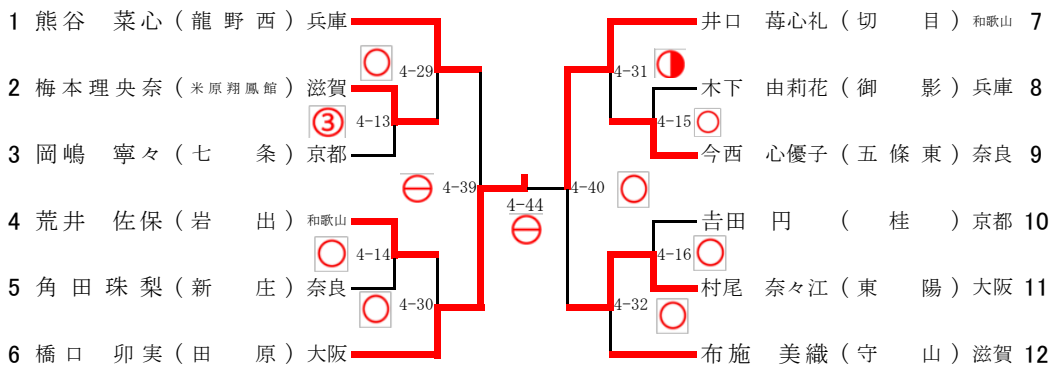 1 熊谷 菜心 (龍野西) 兵庫
2 梅本理央奈 (米原翔鳳館) 滋賀
3 岡嶋 寧々 (七条) 京都
4 荒井 佐保 (岩出) 和歌山
5 角田珠梨 (新庄) 奈良
6 橋口 卯実 (田原) 大阪
4-29
4-13
③
4-39
4-14
4-30
4-44
井口 苺心礼 (切目) 和歌山 7
木下 由莉花 (御影) 兵庫 8
今西 心優子 (五條東) 奈良 9
𠮷田 円 (桂) 京都 10
村尾 奈々江 (東陽) 大阪 11
布施 美織 (守山) 滋賀 12
4-31
4-15
4-40
4-16
4-32